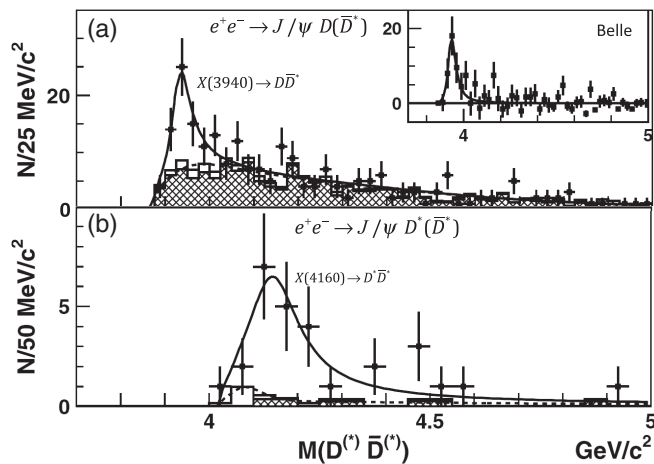 (a)
e⁺e⁻ → J/ψ D(D̄*)
X(3940) → DD̄*
N/25 MeV/c²
20
0
Belle
20
10
0
4
5
(b)
e⁺e⁻ → J/ψ D*(D̄*)
X(4160) → D*D̄*
N/50 MeV/c²
5
0
4
4.5
5
M(D⁽*⁾ D̄⁽*⁾)
GeV/c²